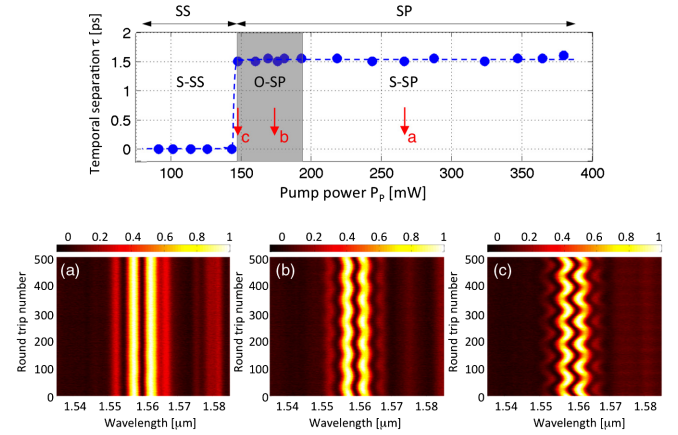 SS SP
Temporal separation τ [ps]
2
1.5
1
0.5
0
S-SS O-SP S-SP
c b a
100 150 200 250 300 350 400
Pump power PP [mW]
0 0.2 0.4 0.6 0.8 1
0 0.2 0.4 0.6 0.8 1
0 0.2 0.4 0.6 0.8 1
Round trip number
500
400
300
200
100
0
(a)
1.54 1.55 1.56 1.57 1.58
Wavelength [μm]
Round trip number
500
400
300
200
100
0
(b)
1.54 1.55 1.56 1.57 1.58
Wavelength [μm]
Round trip number
500
400
300
200
100
0
(c)
1.54 1.55 1.56 1.57 1.58
Wavelength [μm]